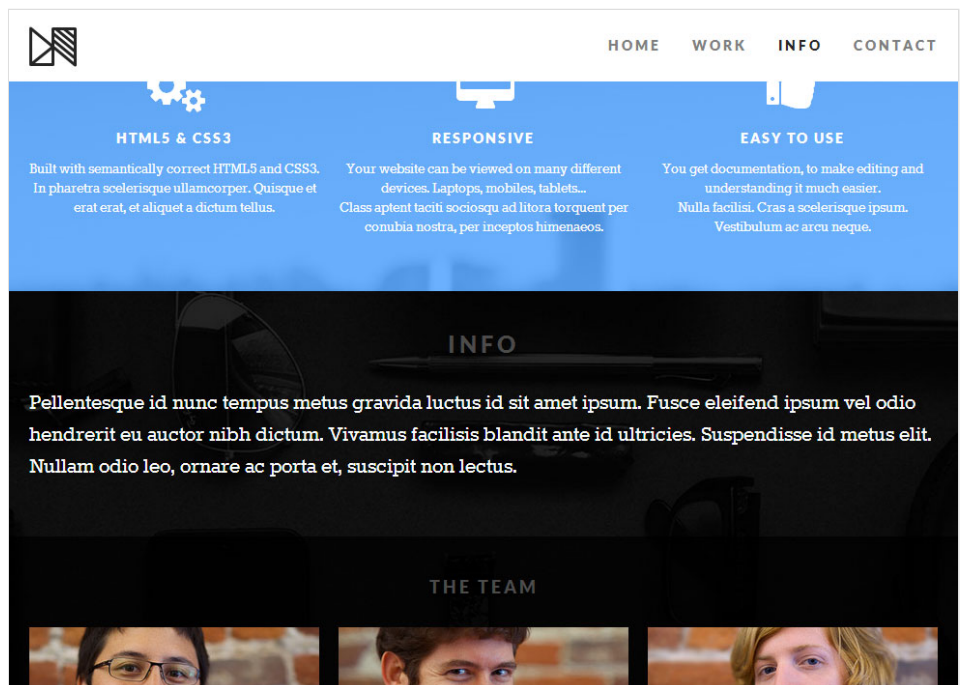 HOME WORK INFO CONTACT
HTML5 & CSS3
Built with semantically correct HTML5 and CSS3.
In pharetra scelerisque ullamcorper. Quisque et
erat erat, et aliquet a dictum tellus.
RESPONSIVE
Your website can be viewed on many different
devices. Laptops, mobiles, tablets...
Class aptent taciti sociosqu ad litora torquent per
conubia nostra, per inceptos himenaeos.
EASY TO USE
You get documentation, to make editing and
understanding it much easier.
Nulla facilisi. Cras a scelerisque ipsum.
Vestibulum ac arcu neque.
INFO
Pellentesque id nunc tempus metus gravida luctus id sit amet ipsum. Fusce eleifend ipsum vel odio
hendrerit eu auctor nibh dictum. Vivamus facilisis blandit ante id ultricies. Suspendisse id metus elit.
Nullam odio leo, ornare ac porta et, suscipit non lectus.
THE TEAM